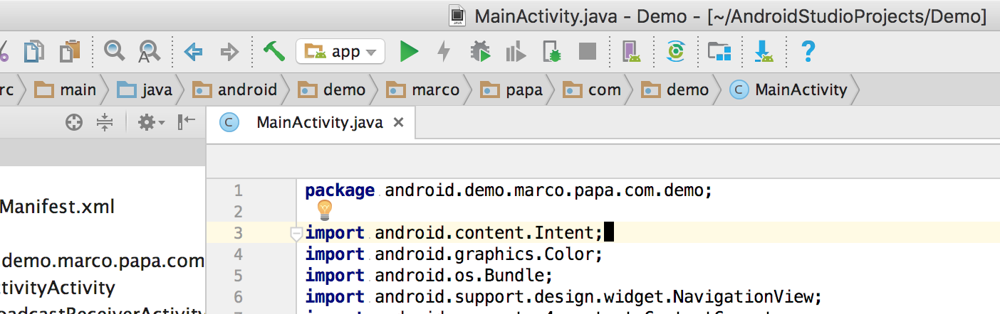 MainActivity.java - Demo - [~/AndroidStudioProjects/Demo]
app
rc main java android demo marco papa com demo MainActivity
MainActivity.java
1 package android.demo.marco.papa.com.demo;
2
Manifest.xml
3 import android.content.Intent;
4 import android.graphics.Color;
demo.marco.papa.com
5 import android.os.Bundle;
ctivityActivity
6 import android.support.design.widget.NavigationView;
oadcastReceiverActivity